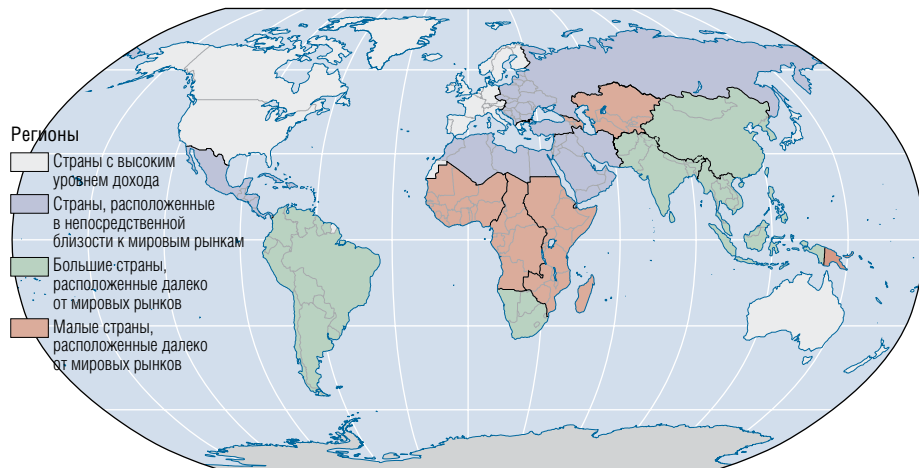 Регионы
Страны с высоким
уровнем дохода
Страны, расположенные
в непосредственной
близости к мировым рынкам
Большие страны,
расположенные далеко
от мировых рынков
Малые страны,
расположенные далеко
от мировых рынков